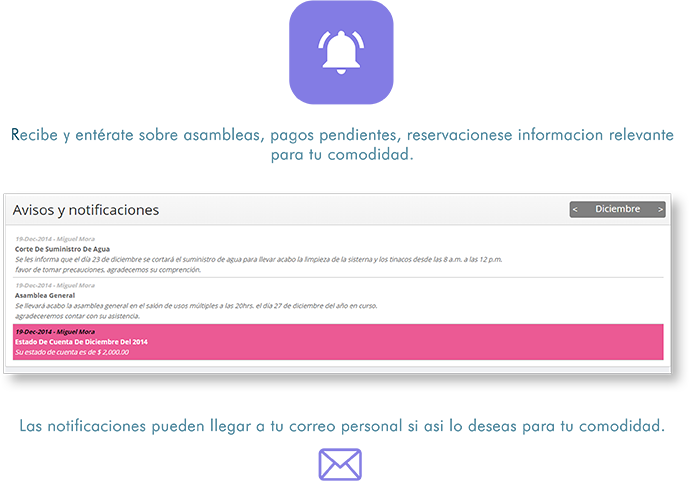 Recibe y entérate sobre asambleas, pagos pendientes, reservacionese informacion relevante
para tu comodidad.
Avisos y notificaciones
< Diciembre >
19-Dec-2014 - Miguel Mora
Corte De Suministro De Agua
Se les informa que el día 23 de diciembre se cortará el suministro de agua para llevar acabo la limpieza de la sisterna y los tinacos desde las 8 a.m. a las 12 p.m.
favor de tomar precauciones, agradecemos su comprención.
19-Dec-2014 - Miguel Mora
Asamblea General
Se llevará acabo la asamblea general en el salón de usos múltiples a las 20hrs. el día 27 de diciembre del año en curso.
agradeceremos contar con su asistencia.
19-Dec-2014 - Miguel Mora
Estado De Cuenta De Diciembre Del 2014
Su estado de cuenta es de $ 2,000.00
Las notificaciones pueden llegar a tu correo personal si asi lo deseas para tu comodidad.